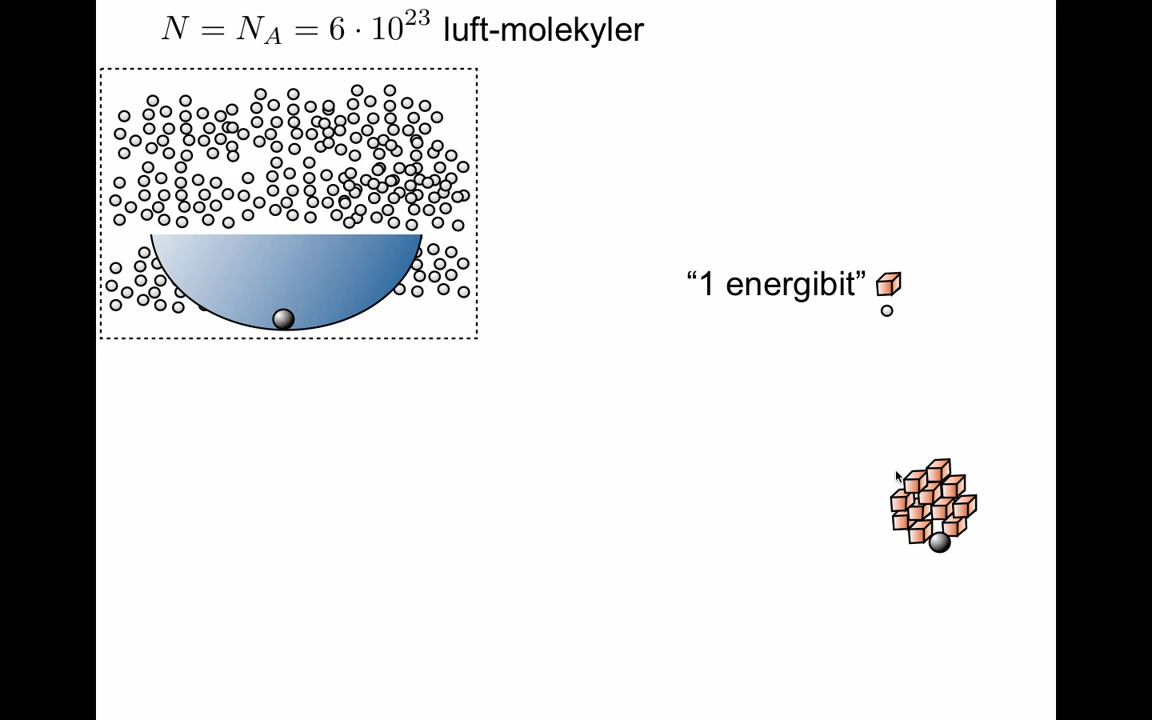 N = N_A = 6 · 10^23 luft-molekyler
“1 energibit”